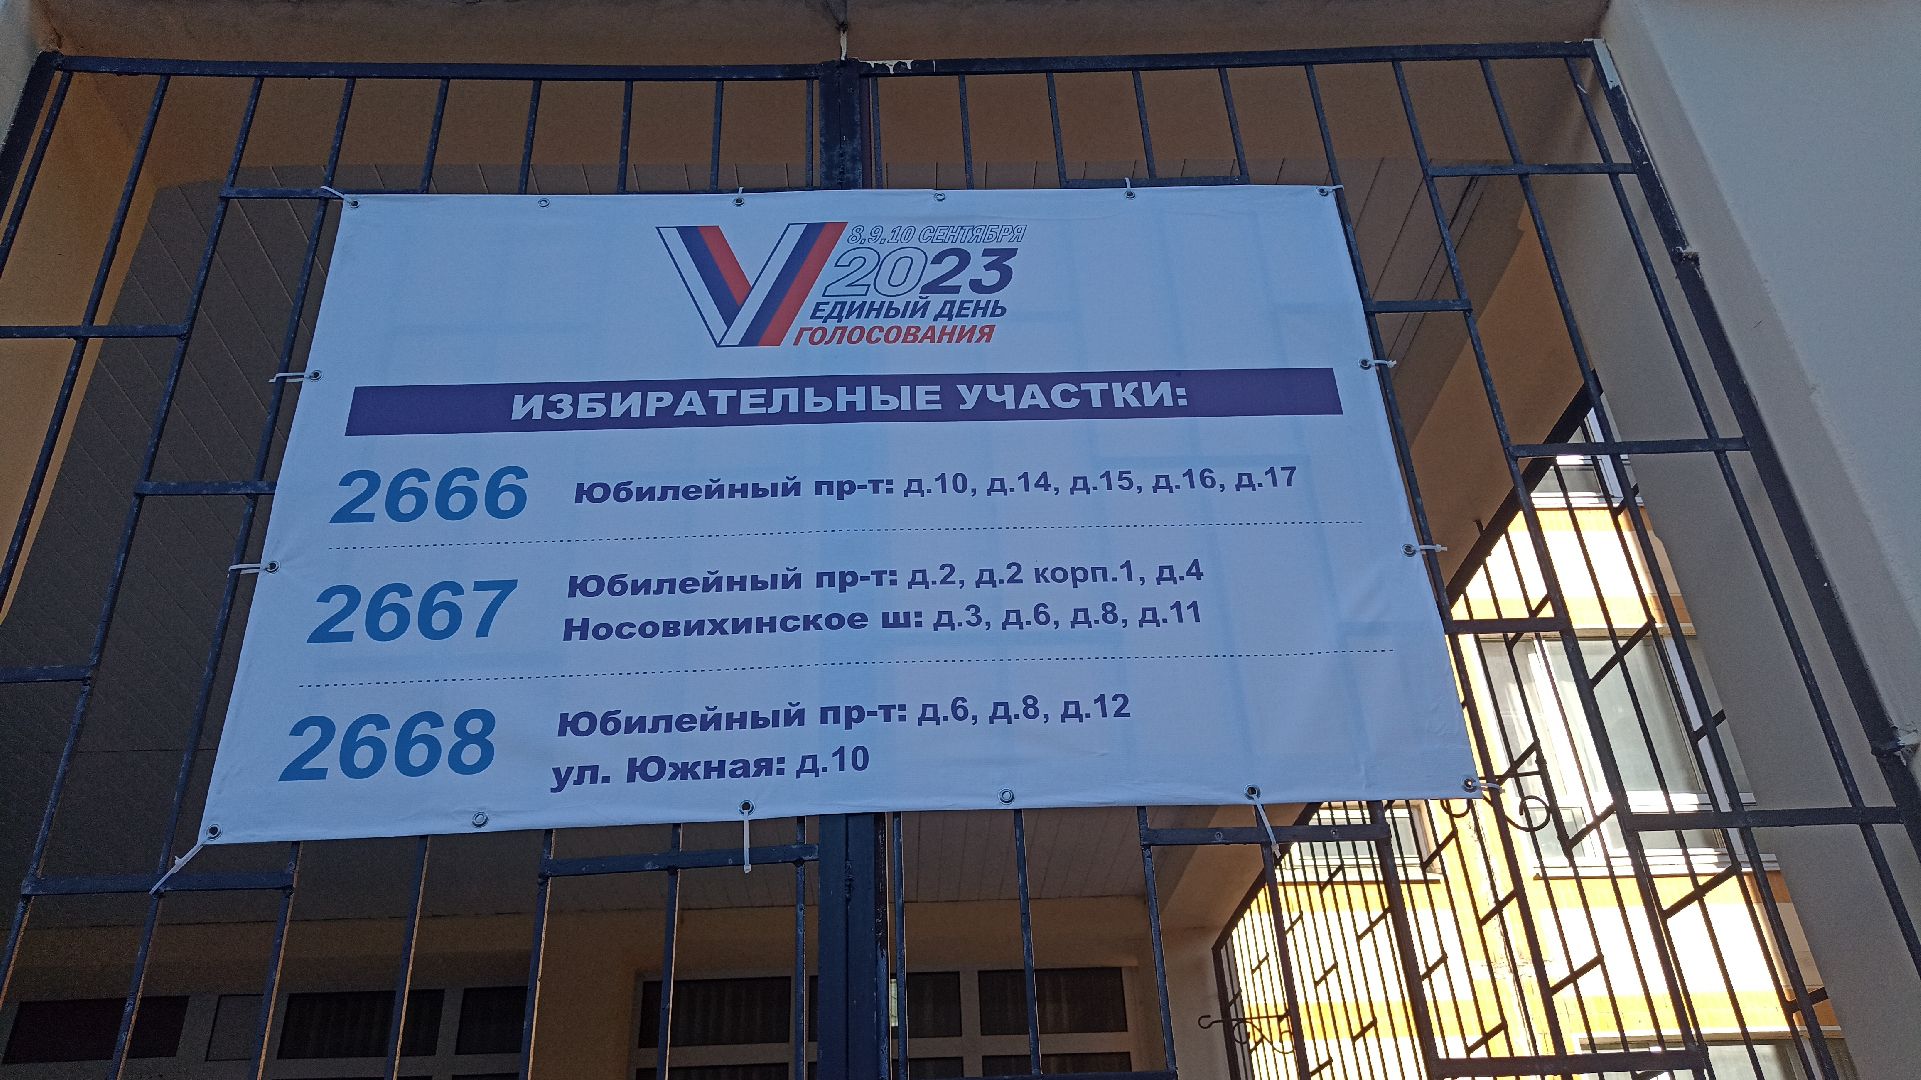 8.9.10 СЕНТЯБРЯ
2023
ЕДИНЫЙ ДЕНЬ
ГОЛОСОВАНИЯ
ИЗБИРАТЕЛЬНЫЕ УЧАСТКИ:
2666 Юбилейный пр-т: д.10, д.14, д.15, д.16, д.17
2667 Юбилейный пр-т: д.2, д.2 корп.1, д.4
Носовихинское ш: д.3, д.6, д.8, д.11
2668 Юбилейный пр-т: д.6, д.8, д.12
ул. Южная: д.10